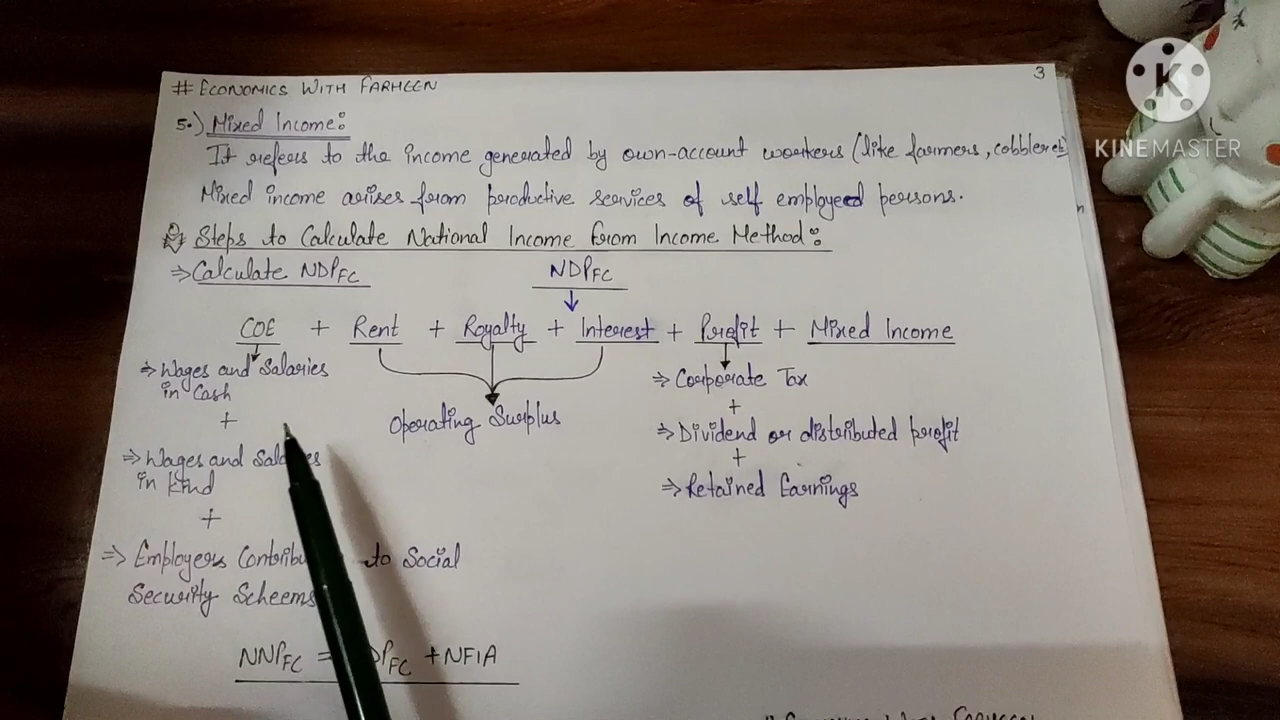 # ECONOMICS WITH FARHEEN
3
5.) Mixed Income:
It refers to the income generated by own-account workers (like farmers, cobbler etc)
Mixed income arises from productive services of self employed persons.
Steps to Calculate National Income from Income Method:
⇒ Calculate NDPFC
NDPFC
COE + Rent + Royalty + Interest + Profit + Mixed Income
⇒ Wages and Salaries
in Cash
+
⇒ Wages and Salaries
in Kind
+
⇒ Employers to Social
Security Scheems
Operating Surplus
⇒ Corporate Tax
+
⇒ Dividend or distributed profit
+
⇒ Retained Earnings
NNPFC = DPFC + NFIA
K
KINEMASTER